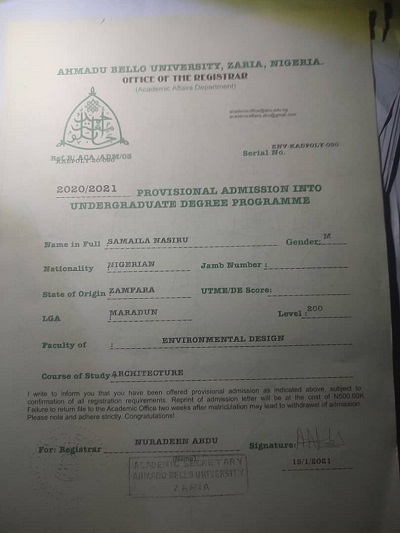 AHMADU BELLO UNIVERSITY, ZARIA, NIGERIA.
OFFICE OF THE REGISTRAR
(Academic Affairs Department)
ENV-KADPOLY-090
Serial No.
2020/2021 PROVISIONAL ADMISSION INTO
UNDERGRADUATE DEGREE PROGRAMME
Name in Full SAMAILA NASIRU Gender: M
Nationality NIGERIAN Jamb Number :
State of Origin ZAMFARA UTME/DE Score:
LGA MARADUN Level : 200
Faculty of ENVIRONMENTAL DESIGN
Course of Study ARCHITECTURE
I write to inform you that you have been offered provisional admission as indicated above, subject to
confirmation of all registration requirements. Reprint of admission letter will be at the cost of N500.00K
Failure to return file to the Academic Office two weeks after matriculation may lead to withdrawal of admission.
Please note and adhere strictly. Congratulations!
For: Registrar NURADEEN ABDU Signature:
(Name)
15/1/2021
ACADEMIC SECRETARY
AHMADU BELLO UNIVERSITY
ZARIA